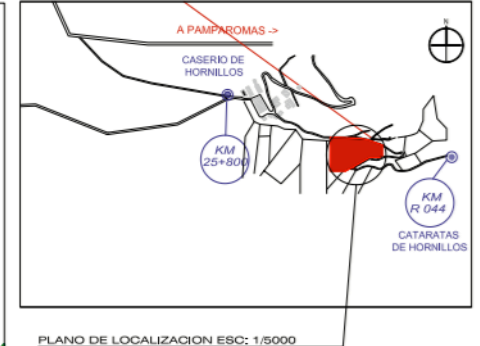 N
A PAMPAROMAS ->
CASERIO DE
HORNILLOS
KM
25+800
KM
R 044
CATARATAS
DE HORNILLOS
PLANO DE LOCALIZACION ESC: 1/5000